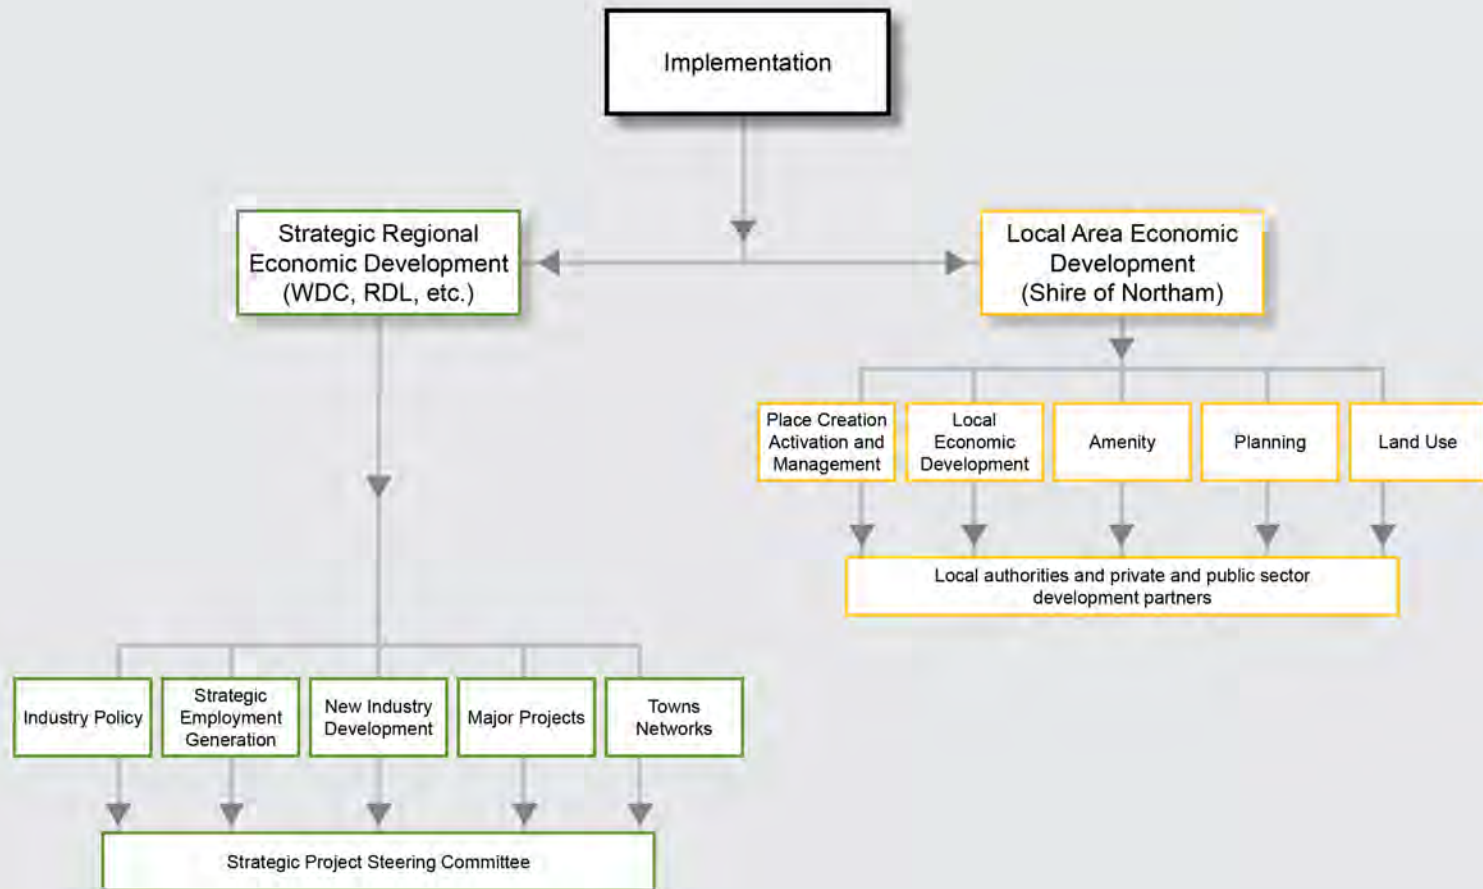 Implementation
Strategic Regional
Economic Development
(WDC, RDL, etc.)
Local Area Economic
Development
(Shire of Northam)
Place Creation
Activation and
Management
Local
Economic
Development
Amenity
Planning
Land Use
Local authorities and private and public sector
development partners
Industry Policy
Strategic
Employment
Generation
New Industry
Development
Major Projects
Towns
Networks
Strategic Project Steering Committee